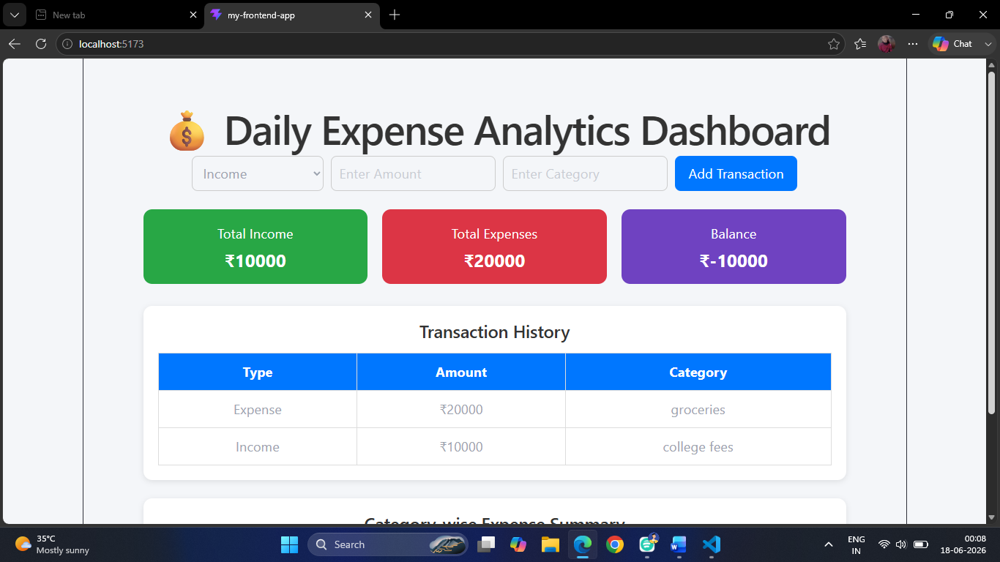 New tab
my-frontend-app
localhost:5173
Chat
Daily Expense Analytics Dashboard
Income
Enter Amount
Enter Category
Add Transaction
Total Income
₹10000
Total Expenses
₹20000
Balance
₹-10000
Transaction History
Type Amount Category
Expense ₹20000 groceries
Income ₹10000 college fees
Category-wise Expense Summary
35°C
Mostly sunny
Search
ENG
IN
00:08
18-06-2026